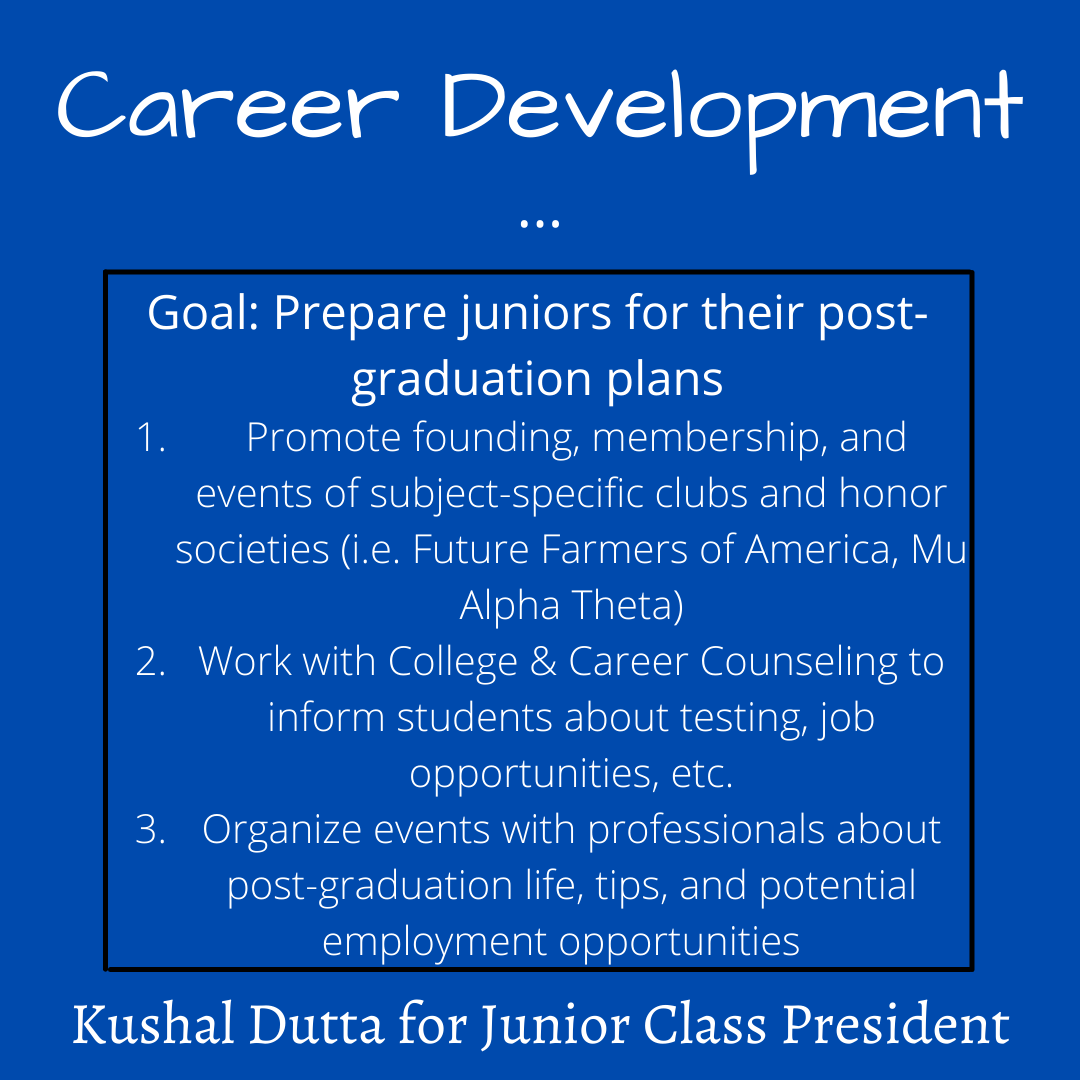 Career Development
...
Goal: Prepare juniors for their post-
graduation plans
1. Promote founding, membership, and
events of subject-specific clubs and honor
societies (i.e. Future Farmers of America, Mu
Alpha Theta)
2. Work with College & Career Counseling to
inform students about testing, job
opportunities, etc.
3. Organize events with professionals about
post-graduation life, tips, and potential
employment opportunities
Kushal Dutta for Junior Class President